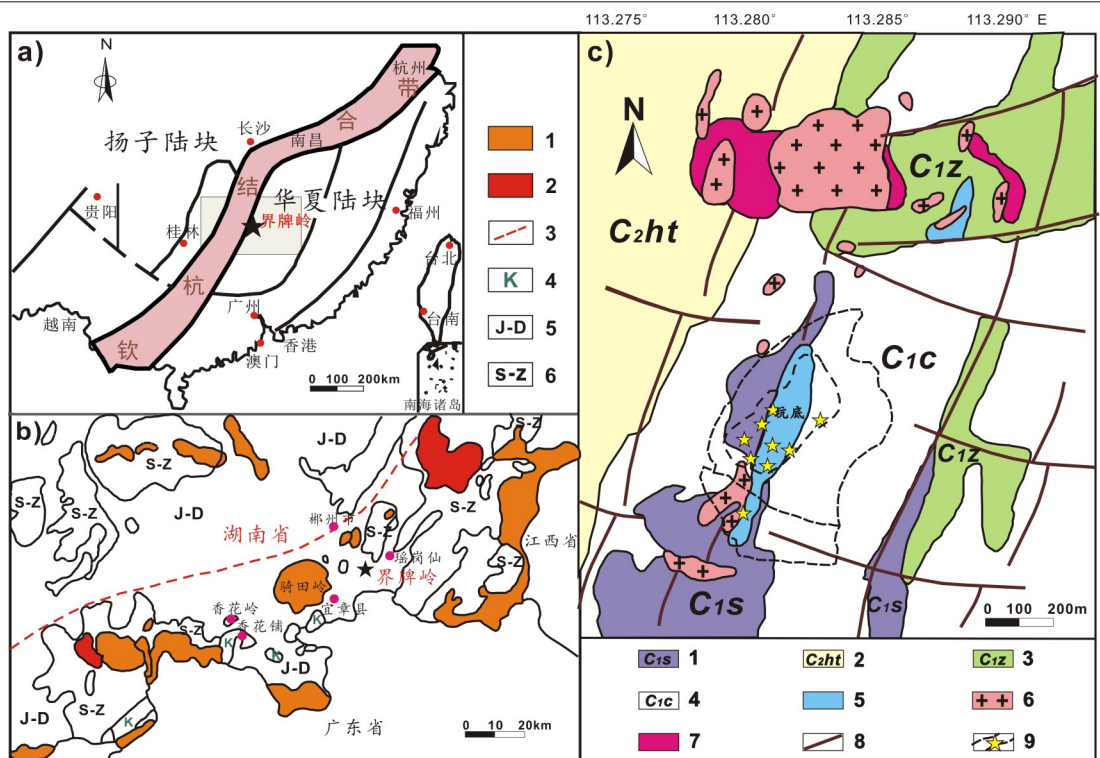 113.275° 113.280° 113.285° 113.290° E
a)
N
扬子陆块
长沙
杭州
带
合
南昌
结
华夏陆块
界牌岭
贵阳
桂林
福州
台北
杭
广州
台南
越南
香港
澳门
钦
0 100 200km
南海诸岛
1
2
3
K 4
J-D 5
S-Z 6
b)
J-D
S-Z
S-Z
S-Z
S-Z
J-D
S-Z
湖南省
郴州市
S-Z
江西省
瑶岗仙
界牌岭
S-Z
骑田岭
宜章县
香花岭
K
香花铺
S-Z
K
K
J-D
J-D
S-Z
K
广东省
0 10 20km
c)
N
C1z
C2ht
C1c
坑底
C1z
C1s
C1s
0 100 200m
C1s 1
C2ht 2
C1z 3
C1c 4
5
6
7
8
9